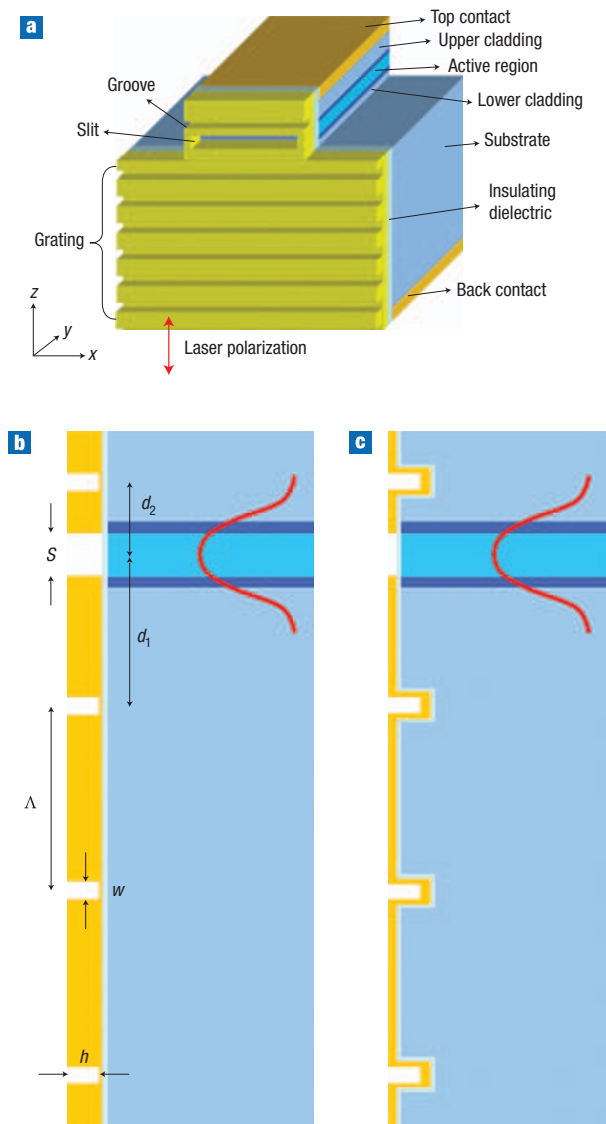 a
Top contact
Upper cladding
Active region
Lower cladding
Substrate
Groove
Slit
Insulating
dielectric
Grating
Back contact
z
y
x
Laser polarization
b
c
d2
S
d1
Λ
w
h